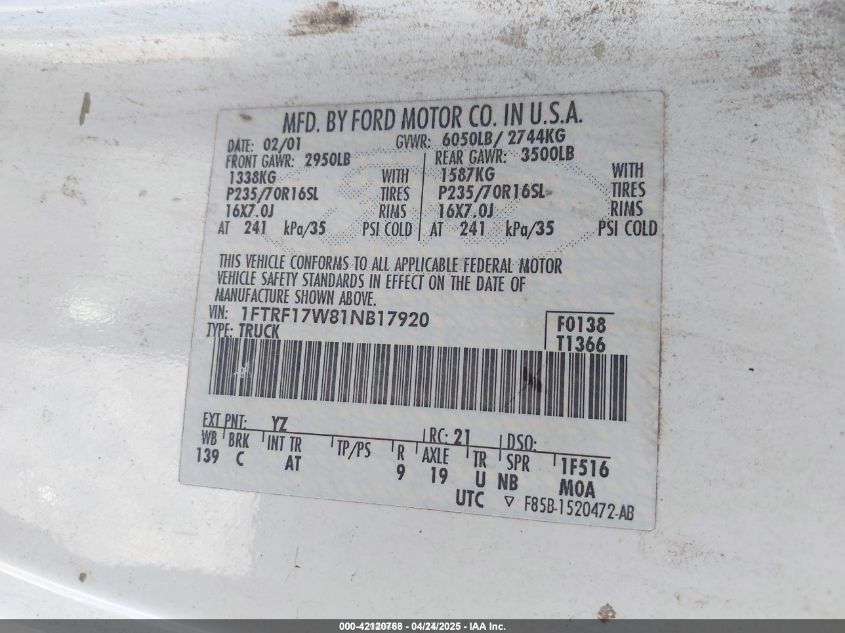 MFD. BY FORD MOTOR CO. IN U.S.A.
DATE: 02/01 GVWR: 6050LB/ 2744KG
FRONT GAWR: 2950LB REAR GAWR: 3500LB
1338KG WITH 1587KG WITH
P235/70R16SL TIRES P235/70R16SL TIRES
16X7.0J RIMS 16X7.0J RIMS
AT 241 kPa/35 PSI COLD AT 241 kPa/35 PSI COLD
THIS VEHICLE CONFORMS TO ALL APPLICABLE FEDERAL MOTOR
VEHICLE SAFETY STANDARDS IN EFFECT ON THE DATE OF
MANUFACTURE SHOWN ABOVE.
VIN: 1FTRF17W81NB17920 F0138
TYPE: TRUCK T1366
EXT PNT: YZ RC: 21 DSO:
WB BRK INT TR TP/PS R AXLE TR SPR 1F516
139 C AT 9 19 U NB MOA
UTC ▽ F85B-1520472-AB
000-42120768 - 04/24/2025 - IAA Inc.